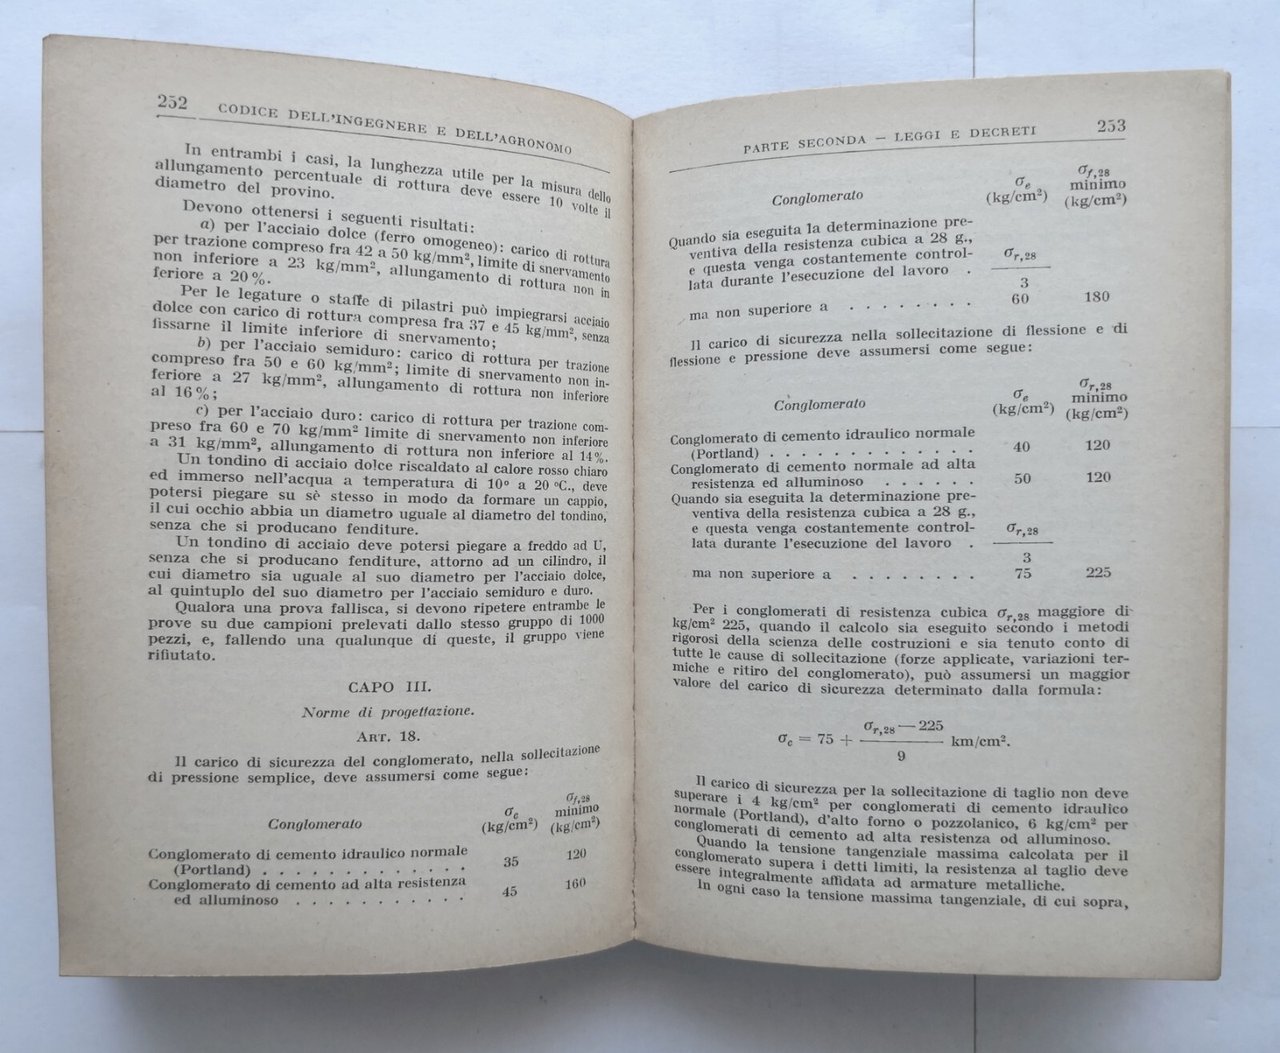 252 CODICE DELL'INGEGNERE E DELL'AGRONOMO
In entrambi i casi, la lunghezza utile per la misura dello
allungamento percentuale di rottura deve essere 10 volte il
diametro del provino.
Devono ottenersi i seguenti risultati:
a) per l'acciaio dolce (ferro omogeneo): carico di rottura
per trazione compreso fra 42 a 50 kg/mm², limite di snervamento
non inferiore a 23 kg/mm², allungamento di rottura non in
feriore a 20%.
Per le legature o staffe di pilastri può impiegarsi acciaio
dolce con carico di rottura compresa fra 37 e 45 kg/mm², senza
fissarne il limite inferiore di snervamento;
b) per l'acciaio semiduro: carico di rottura per trazione
compreso fra 50 e 60 kg/mm²; limite di snervamento non in-
feriore a 27 kg/mm², allungamento di rottura non inferiore
al 16%;
c) per l'acciaio duro: carico di rottura per trazione com-
preso fra 60 e 70 kg/mm² limite di snervamento non inferiore
a 31 kg/mm², allungamento di rottura non inferiore al 14%.
Un tondino di acciaio dolce riscaldato al calore rosso chiaro
ed immerso nell'acqua a temperatura di 10° a 20 °C., deve
potersi piegare su sè stesso in modo da formare un cappio,
il cui occhio abbia un diametro uguale al diametro del tondino,
senza che si producano fenditure.
Un tondino di acciaio deve potersi piegare a freddo ad U,
senza che si producano fenditure, attorno ad un cilindro, il
cui diametro sia uguale al suo diametro per l'acciaio dolce,
al quintuplo del suo diametro per l'acciaio semiduro e duro.
Qualora una prova fallisca, si devono ripetere entrambe le
prove su due campioni prelevati dallo stesso gruppo di 1000
pezzi, e, fallendo una qualunque di queste, il gruppo viene
rifiutato.
CAPO III.
Norme di progettazione.
ART. 18.
Il carico di sicurezza del conglomerato, nella sollecitazione
di pressione semplice, deve assumersi come segue:
Conglomerato σc (kg/cm²) σf,28 minimo (kg/cm²)
Conglomerato di cemento idraulico normale
(Portland) . . . . . . . . . . . . . 35 120
Conglomerato di cemento ad alta resistenza
ed alluminoso . . . . . . . . . . . 45 160
PARTE SECONDA — LEGGI E DECRETI 253
Conglomerato σe (kg/cm²) σf,28 minimo (kg/cm²)
Quando sia eseguita la determinazione pre-
ventiva della resistenza cubica a 28 g.,
e questa venga costantemente control- σr,28
lata durante l'esecuzione del lavoro .
3
ma non superiore a . . . . . . . . . 60 180
Il carico di sicurezza nella sollecitazione di flessione e di
flessione e pressione deve assumersi come segue:
Conglomerato σe (kg/cm²) σr,28 minimo (kg/cm²)
Conglomerato di cemento idraulico normale
(Portland) . . . . . . . . . . . . . 40 120
Conglomerato di cemento normale ad alta
resistenza ed alluminoso . . . . . . 50 120
Quando sia eseguita la determinazione pre-
ventiva della resistenza cubica a 28 g.,
e questa venga costantemente control- σr,28
lata durante l'esecuzione del lavoro .
3
ma non superiore a . . . . . . . . 75 225
Per i conglomerati di resistenza cubica σr,28 maggiore di
kg/cm² 225, quando il calcolo sia eseguito secondo i metodi
rigorosi della scienza delle costruzioni e sia tenuto conto di
tutte le cause di sollecitazione (forze applicate, variazioni ter-
miche e ritiro del conglomerato), può assumersi un maggior
valore del carico di sicurezza determinato dalla formula:
σc = 75 + (σr,28 — 225) / 9 km/cm².
Il carico di sicurezza per la sollecitazione di taglio non deve
superare i 4 kg/cm² per conglomerati di cemento idraulico
normale (Portland), d'alto forno o pozzolanico, 6 kg/cm² per
conglomerati di cemento ad alta resistenza od alluminoso.
Quando la tensione tangenziale massima calcolata per il
conglomerato supera i detti limiti, la resistenza al taglio deve
essere integralmente affidata ad armature metalliche.
In ogni caso la tensione massima tangenziale, di cui sopra,